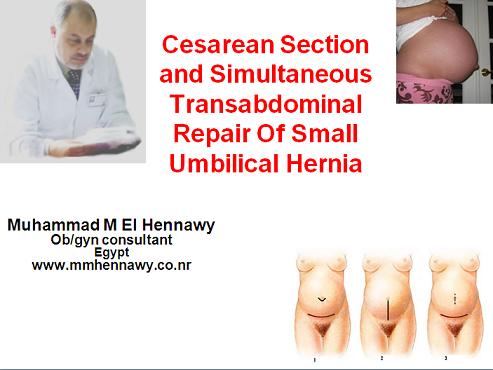 Cesarean Section
and Simultaneous
Transabdominal
Repair Of Small
Umbilical Hernia
Muhammad M El Hennawy
Ob/gyn consultant
Egypt
www.mmhennawy.co.nr
1 2 3